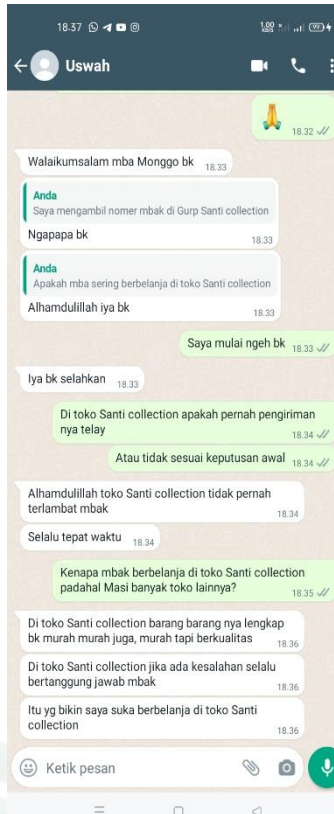 18.37
1,00
KB/s
99
Uswah
18.32
Walaikumsalam mba Monggo bk 18.33
Anda
Saya mengambil nomer mbak di Gurp Santi collection
Ngapapa bk
18.33
Anda
Apakah mba sering berbelanja di toko Santi collection
Alhamdulillah iya bk
18.33
Saya mulai ngeh bk 18.33
Iya bk selahkan 18.33
Di toko Santi collection apakah pernah pengiriman
nya telay
18.34
Atau tidak sesuai keputusan awal 18.34
Alhamdulillah toko Santi collection tidak pernah
terlambat mbak
18.34
Selalu tepat waktu 18.34
Kenapa mbak berbelanja di toko Santi collection
padahal Masi banyak toko lainnya?
18.35
Di toko Santi collection barang barang nya lengkap
bk murah murah juga, murah tapi berkualitas 18.36
Di toko Santi collection jika ada kesalahan selalu
bertanggung jawab mbak
18.36
Itu yg bikin saya suka berbelanja di toko Santi
collection
18.36
Ketik pesan